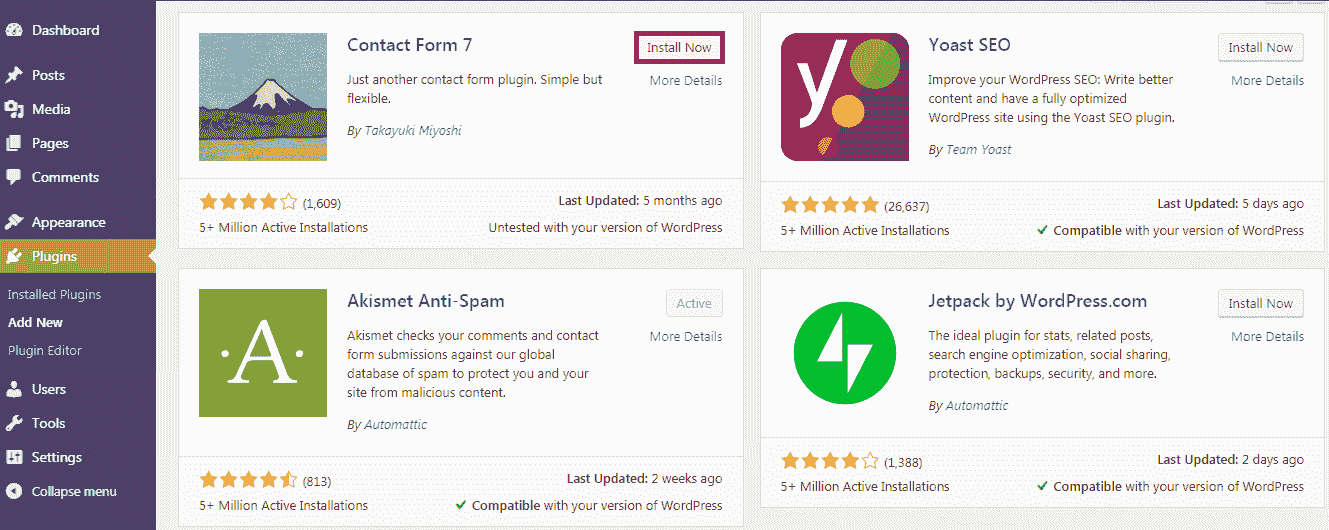 Dashboard
Posts
Media
Pages
Comments
Appearance
Plugins
Installed Plugins
Add New
Plugin Editor
Users
Tools
Settings
Collapse menu
Contact Form 7
Install Now
More Details
Just another contact form plugin. Simple but
flexible.
By Takayuki Miyoshi
(1,609)
Last Updated: 5 months ago
5+ Million Active Installations
Untested with your version of WordPress
y
Yoast SEO
Install Now
More Details
Improve your WordPress SEO: Write better
content and have a fully optimized
WordPress site using the Yoast SEO plugin.
By Team Yoast
(26,637)
Last Updated: 5 days ago
5+ Million Active Installations
Compatible with your version of WordPress
·A·
Akismet Anti-Spam
Active
More Details
Akismet checks your comments and contact
form submissions against our global
database of spam to protect you and your
site from malicious content.
By Automattic
(813)
Last Updated: 2 weeks ago
5+ Million Active Installations
Compatible with your version of WordPress
Jetpack by WordPress.com
Install Now
More Details
The ideal plugin for stats, related posts,
search engine optimization, social sharing,
protection, backups, security, and more.
By Automattic
(1,388)
Last Updated: 2 days ago
5+ Million Active Installations
Compatible with your version of WordPress